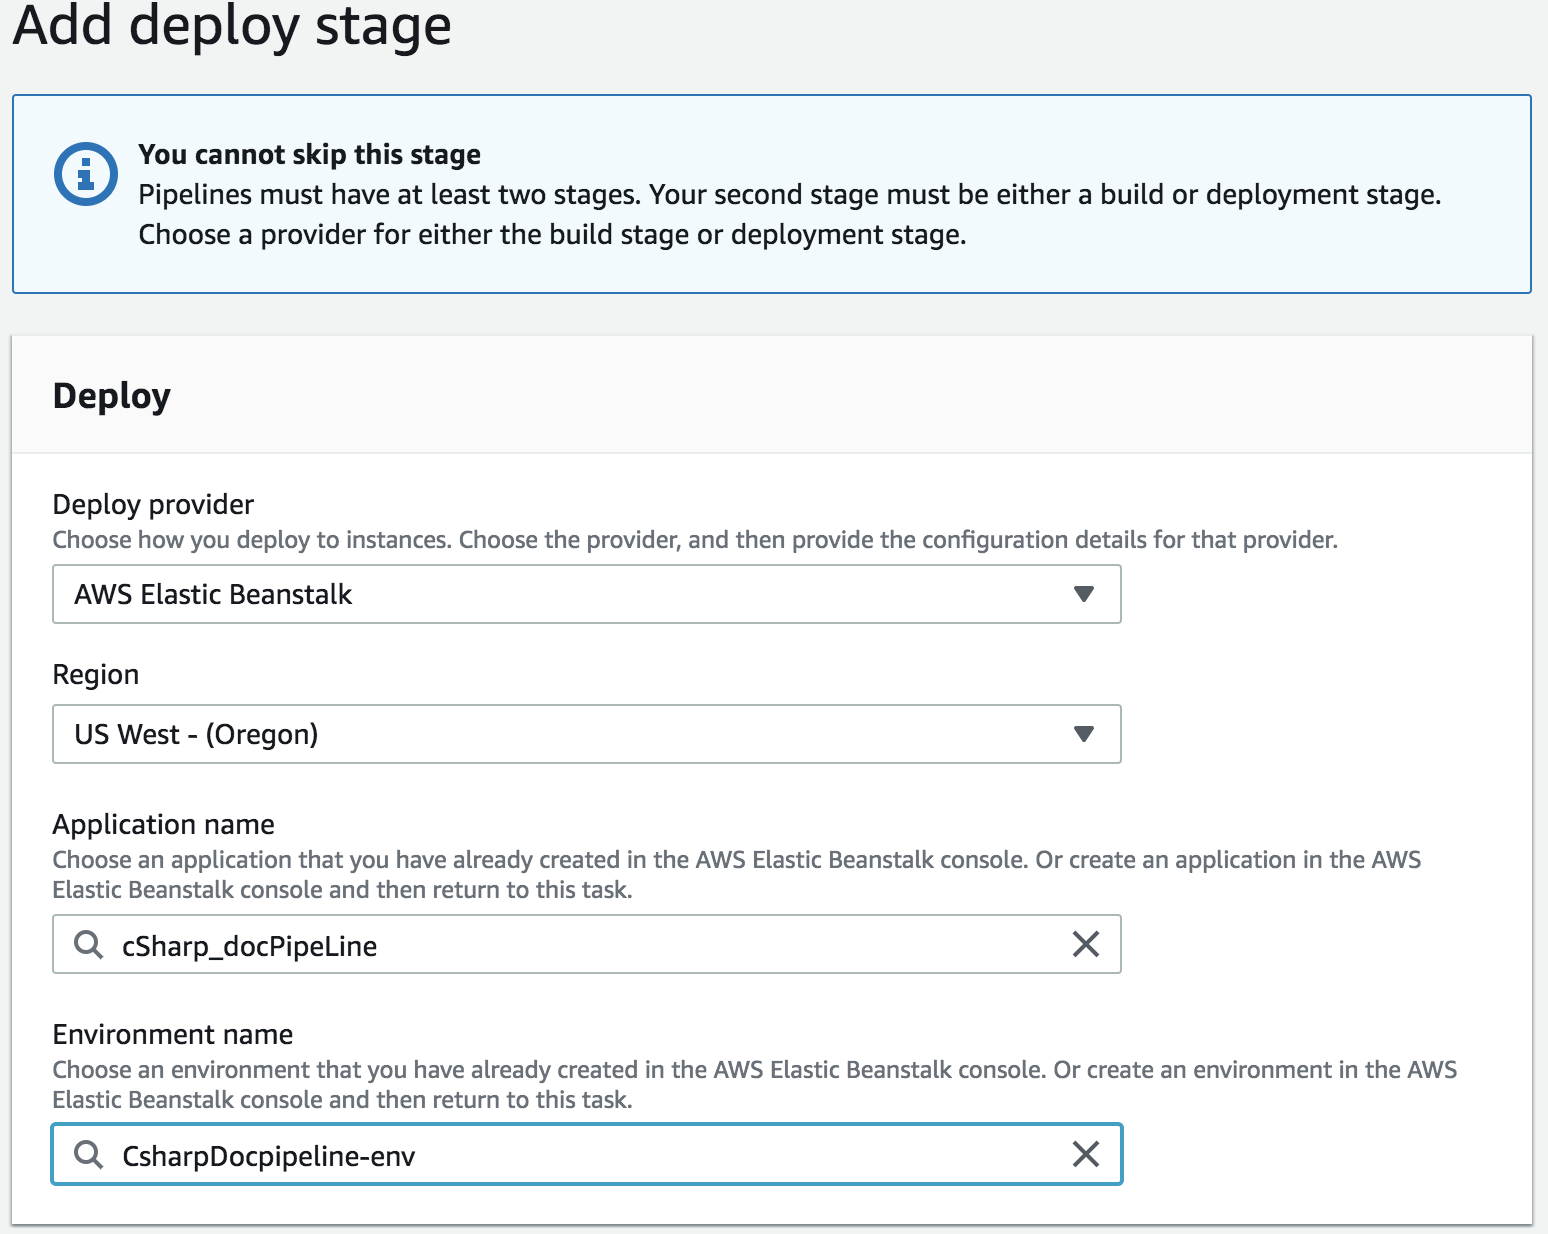 Add deploy stage
You cannot skip this stage
Pipelines must have at least two stages. Your second stage must be either a build or deployment stage.
Choose a provider for either the build stage or deployment stage.
Deploy
Deploy provider
Choose how you deploy to instances. Choose the provider, and then provide the configuration details for that provider.
AWS Elastic Beanstalk
Region
US West - (Oregon)
Application name
Choose an application that you have already created in the AWS Elastic Beanstalk console. Or create an application in the AWS
Elastic Beanstalk console and then return to this task.
cSharp_docPipeLine
Environment name
Choose an environment that you have already created in the AWS Elastic Beanstalk console. Or create an environment in the AWS
Elastic Beanstalk console and then return to this task.
CsharpDocpipeline-env